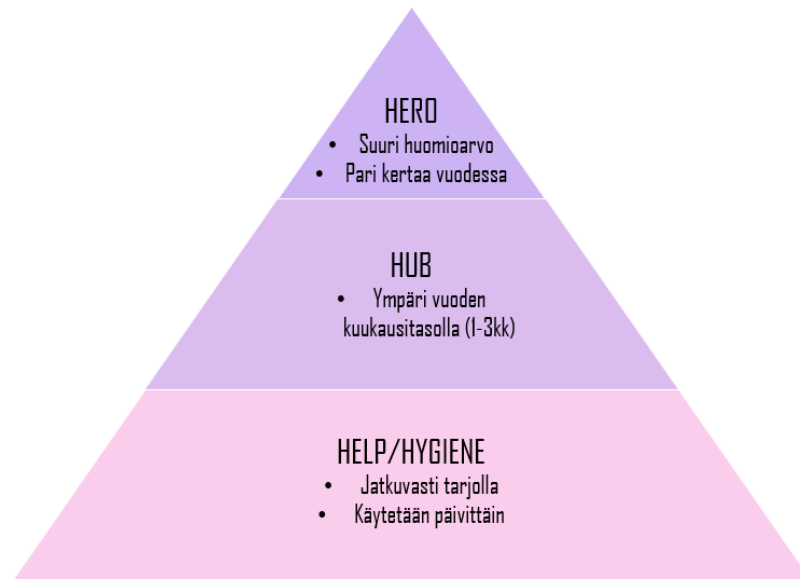 HERO
• Suuri huomioarvo
• Pari kertaa vuodessa
HUB
• Ympäri vuoden
kuukausitasolla (1-3kk)
HELP/HYGIENE
• Jatkuvasti tarjolla
• Käytetään päivittäin